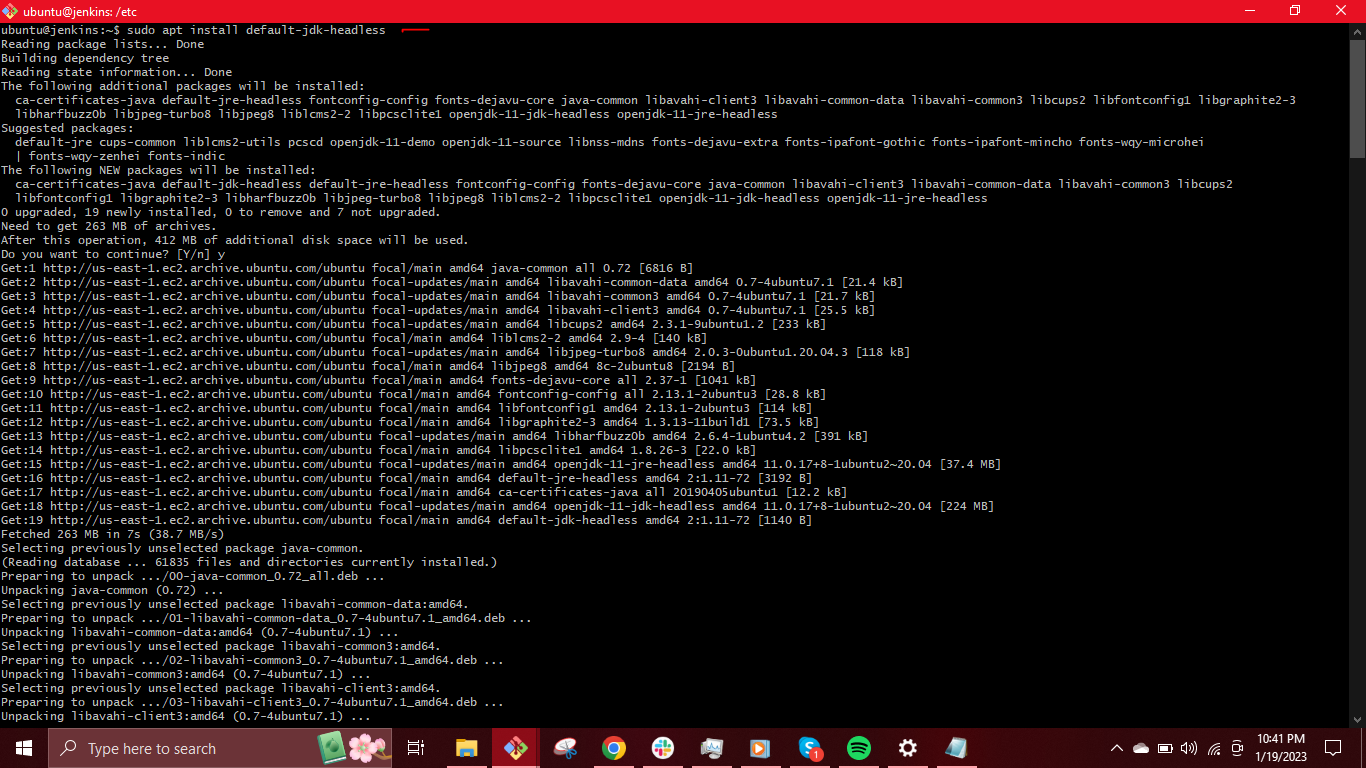 ubuntu@jenkins: /etc
ubuntu@jenkins:~$ sudo apt install default-jdk-headless
Reading package lists... Done
Building dependency tree
Reading state information... Done
The following additional packages will be installed:
  ca-certificates-java default-jre-headless fontconfig-config fonts-dejavu-core java-common libavahi-client3 libavahi-common-data libavahi-common3 libcups2 libfontconfig1 libgraphite2-3
  libharfbuzz0b libjpeg-turbo8 libjpeg8 liblcms2-2 libpcsclite1 openjdk-11-jdk-headless openjdk-11-jre-headless
Suggested packages:
  default-jre cups-common liblcms2-utils pcscd openjdk-11-demo openjdk-11-source libnss-mdns fonts-dejavu-extra fonts-ipafont-gothic fonts-ipafont-mincho fonts-wqy-microhei
  | fonts-wqy-zenhei fonts-indic
The following NEW packages will be installed:
  ca-certificates-java default-jdk-headless default-jre-headless fontconfig-config fonts-dejavu-core java-common libavahi-client3 libavahi-common-data libavahi-common3 libcups2
  libfontconfig1 libgraphite2-3 libharfbuzz0b libjpeg-turbo8 libjpeg8 liblcms2-2 libpcsclite1 openjdk-11-jdk-headless openjdk-11-jre-headless
0 upgraded, 19 newly installed, 0 to remove and 7 not upgraded.
Need to get 263 MB of archives.
After this operation, 412 MB of additional disk space will be used.
Do you want to continue? [Y/n] y
Get:1 http://us-east-1.ec2.archive.ubuntu.com/ubuntu focal/main amd64 java-common all 0.72 [6816 B]
Get:2 http://us-east-1.ec2.archive.ubuntu.com/ubuntu focal-updates/main amd64 libavahi-common-data amd64 0.7-4ubuntu7.1 [21.4 kB]
Get:3 http://us-east-1.ec2.archive.ubuntu.com/ubuntu focal-updates/main amd64 libavahi-common3 amd64 0.7-4ubuntu7.1 [21.7 kB]
Get:4 http://us-east-1.ec2.archive.ubuntu.com/ubuntu focal-updates/main amd64 libavahi-client3 amd64 0.7-4ubuntu7.1 [25.5 kB]
Get:5 http://us-east-1.ec2.archive.ubuntu.com/ubuntu focal-updates/main amd64 libcups2 amd64 2.3.1-9ubuntu1.2 [233 kB]
Get:6 http://us-east-1.ec2.archive.ubuntu.com/ubuntu focal/main amd64 liblcms2-2 amd64 2.9-4 [140 kB]
Get:7 http://us-east-1.ec2.archive.ubuntu.com/ubuntu focal-updates/main amd64 libjpeg-turbo8 amd64 2.0.3-0ubuntu1.20.04.3 [118 kB]
Get:8 http://us-east-1.ec2.archive.ubuntu.com/ubuntu focal/main amd64 libjpeg8 amd64 8c-2ubuntu8 [2194 B]
Get:9 http://us-east-1.ec2.archive.ubuntu.com/ubuntu focal/main amd64 fonts-dejavu-core all 2.37-1 [1041 kB]
Get:10 http://us-east-1.ec2.archive.ubuntu.com/ubuntu focal/main amd64 fontconfig-config all 2.13.1-2ubuntu3 [28.8 kB]
Get:11 http://us-east-1.ec2.archive.ubuntu.com/ubuntu focal/main amd64 libfontconfig1 amd64 2.13.1-2ubuntu3 [114 kB]
Get:12 http://us-east-1.ec2.archive.ubuntu.com/ubuntu focal/main amd64 libgraphite2-3 amd64 1.3.13-11build1 [73.5 kB]
Get:13 http://us-east-1.ec2.archive.ubuntu.com/ubuntu focal-updates/main amd64 libharfbuzz0b amd64 2.6.4-1ubuntu4.2 [391 kB]
Get:14 http://us-east-1.ec2.archive.ubuntu.com/ubuntu focal/main amd64 libpcsclite1 amd64 1.8.26-3 [22.0 kB]
Get:15 http://us-east-1.ec2.archive.ubuntu.com/ubuntu focal-updates/main amd64 openjdk-11-jre-headless amd64 11.0.17+8-1ubuntu2~20.04 [37.4 MB]
Get:16 http://us-east-1.ec2.archive.ubuntu.com/ubuntu focal/main amd64 default-jre-headless amd64 2:1.11-72 [3192 B]
Get:17 http://us-east-1.ec2.archive.ubuntu.com/ubuntu focal/main amd64 ca-certificates-java all 20190405ubuntu1 [12.2 kB]
Get:18 http://us-east-1.ec2.archive.ubuntu.com/ubuntu focal-updates/main amd64 openjdk-11-jdk-headless amd64 11.0.17+8-1ubuntu2~20.04 [224 MB]
Get:19 http://us-east-1.ec2.archive.ubuntu.com/ubuntu focal/main amd64 default-jdk-headless amd64 2:1.11-72 [1140 B]
Fetched 263 MB in 7s (38.7 MB/s)
Selecting previously unselected package java-common.
(Reading database ... 61835 files and directories currently installed.)
Preparing to unpack .../00-java-common_0.72_all.deb ...
Unpacking java-common (0.72) ...
Selecting previously unselected package libavahi-common-data:amd64.
Preparing to unpack .../01-libavahi-common-data_0.7-4ubuntu7.1_amd64.deb ...
Unpacking libavahi-common-data:amd64 (0.7-4ubuntu7.1) ...
Selecting previously unselected package libavahi-common3:amd64.
Preparing to unpack .../02-libavahi-common3_0.7-4ubuntu7.1_amd64.deb ...
Unpacking libavahi-common3:amd64 (0.7-4ubuntu7.1) ...
Selecting previously unselected package libavahi-client3:amd64.
Preparing to unpack .../03-libavahi-client3_0.7-4ubuntu7.1_amd64.deb ...
Unpacking libavahi-client3:amd64 (0.7-4ubuntu7.1) ...
Type here to search
1
10:41 PM
1/19/2023